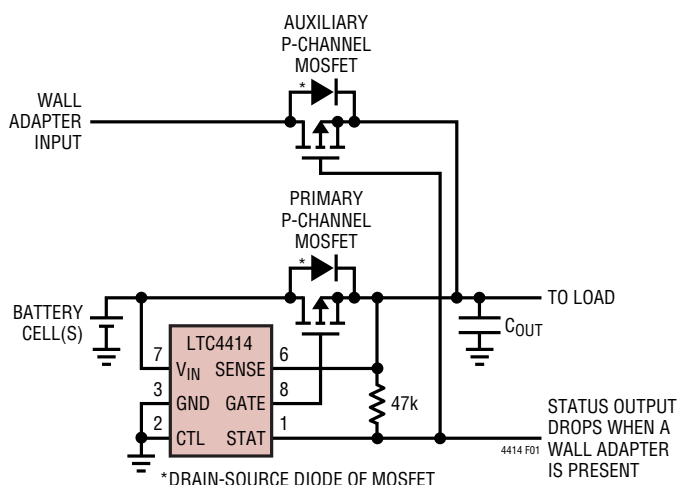 AUXILIARY
P-CHANNEL
MOSFET
*
WALL
ADAPTER
INPUT
PRIMARY
P-CHANNEL
MOSFET
*
BATTERY
CELL(S)
TO LOAD
COUT
LTC4414
7
VIN
SENSE
6
3
GND
GATE
8
2
CTL
STAT
1
47k
STATUS OUTPUT
DROPS WHEN A
WALL ADAPTER
IS PRESENT
4414 F01
*DRAIN-SOURCE DIODE OF MOSFET